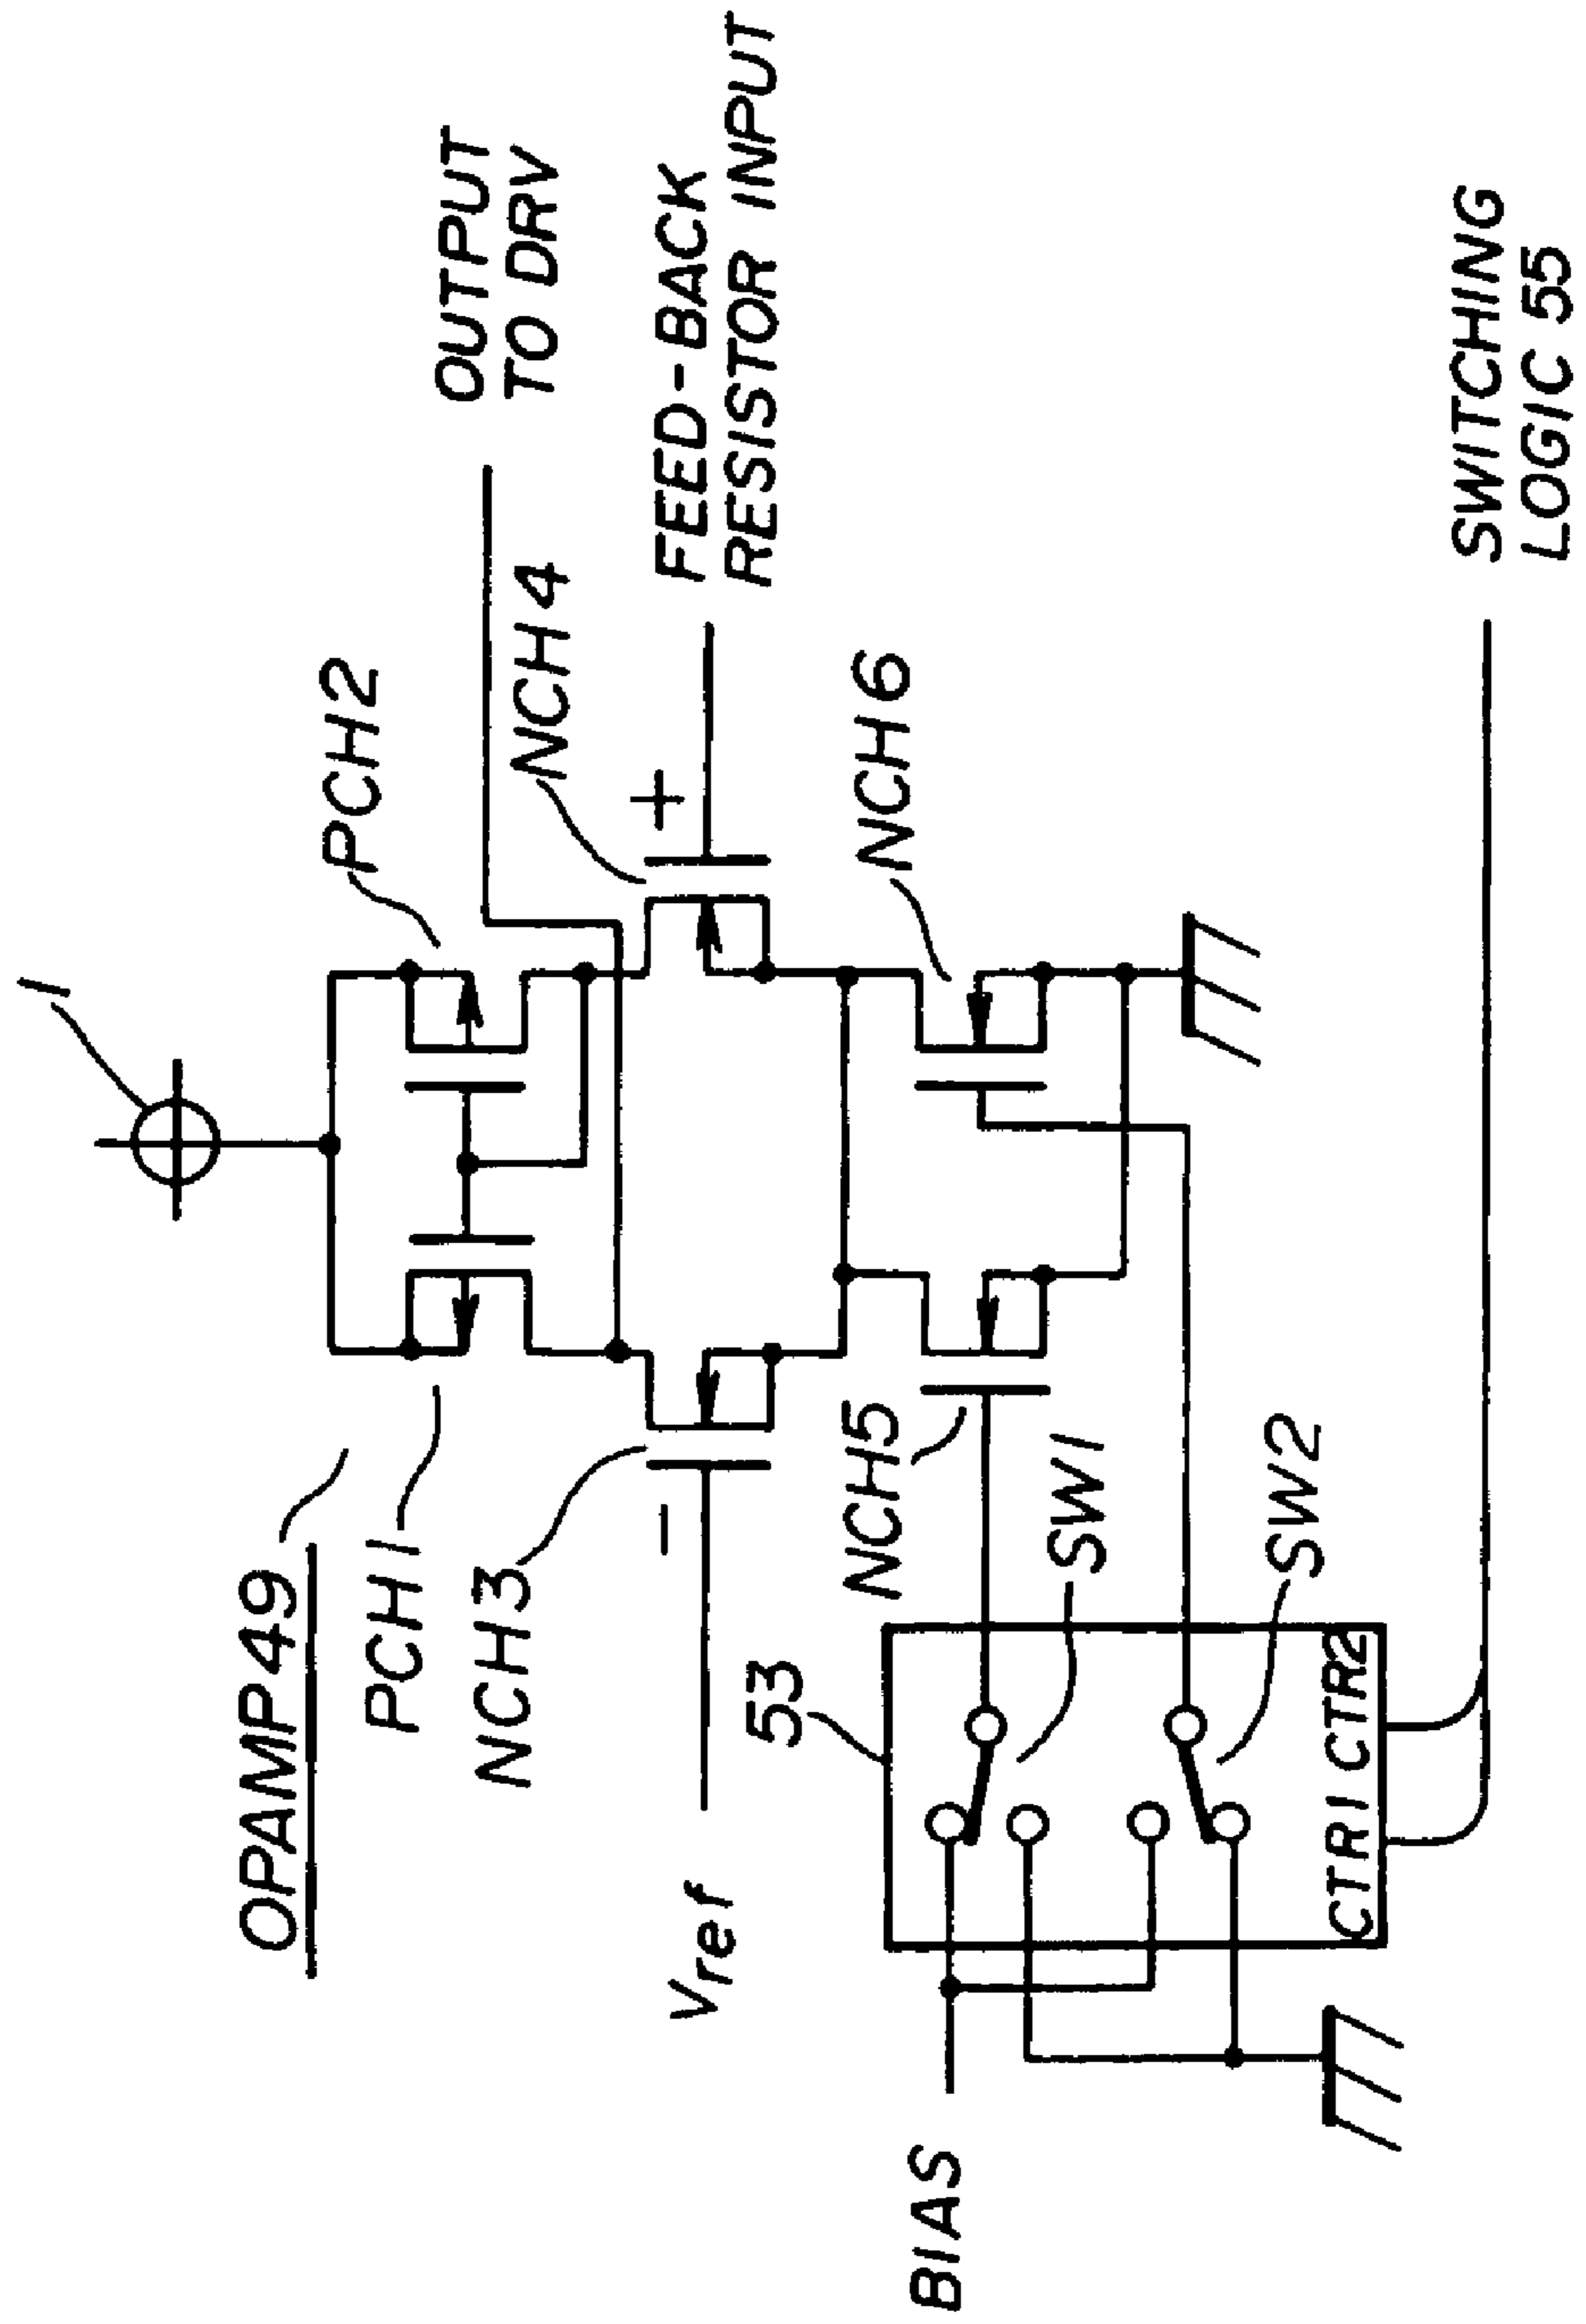 OPAMP49
1
PCH1
PCH2
OUTPUT
TO DRV
NCH3
NCH4
Vref
−
+
FEED-BACK
RESISTOR INPUT
53
NCH5
NCH6
BIAS
SW1
SW2
CTR1 CTR2
SWITCHING
LOGIC 55